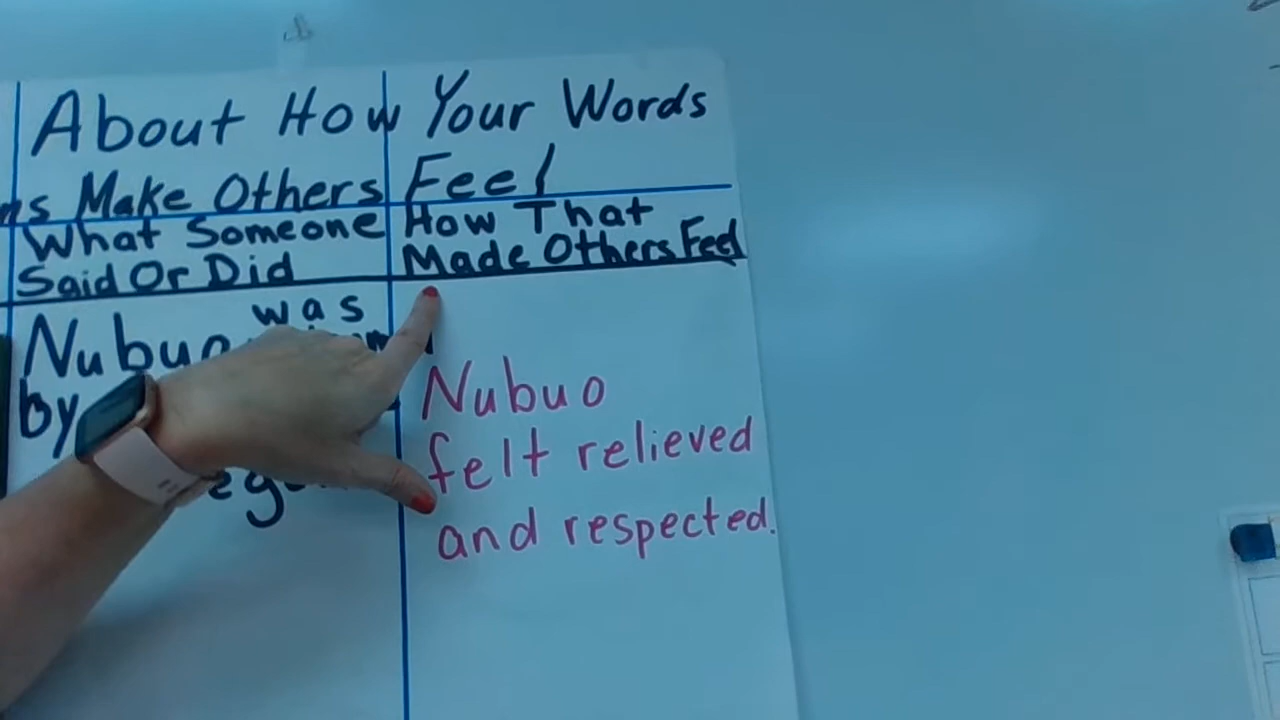 About How Your Words
Make Others Feel
What Someone
Said Or Did
How That
Made Others Feel
Nubuo was
by
Nubuo
felt relieved
and respected.